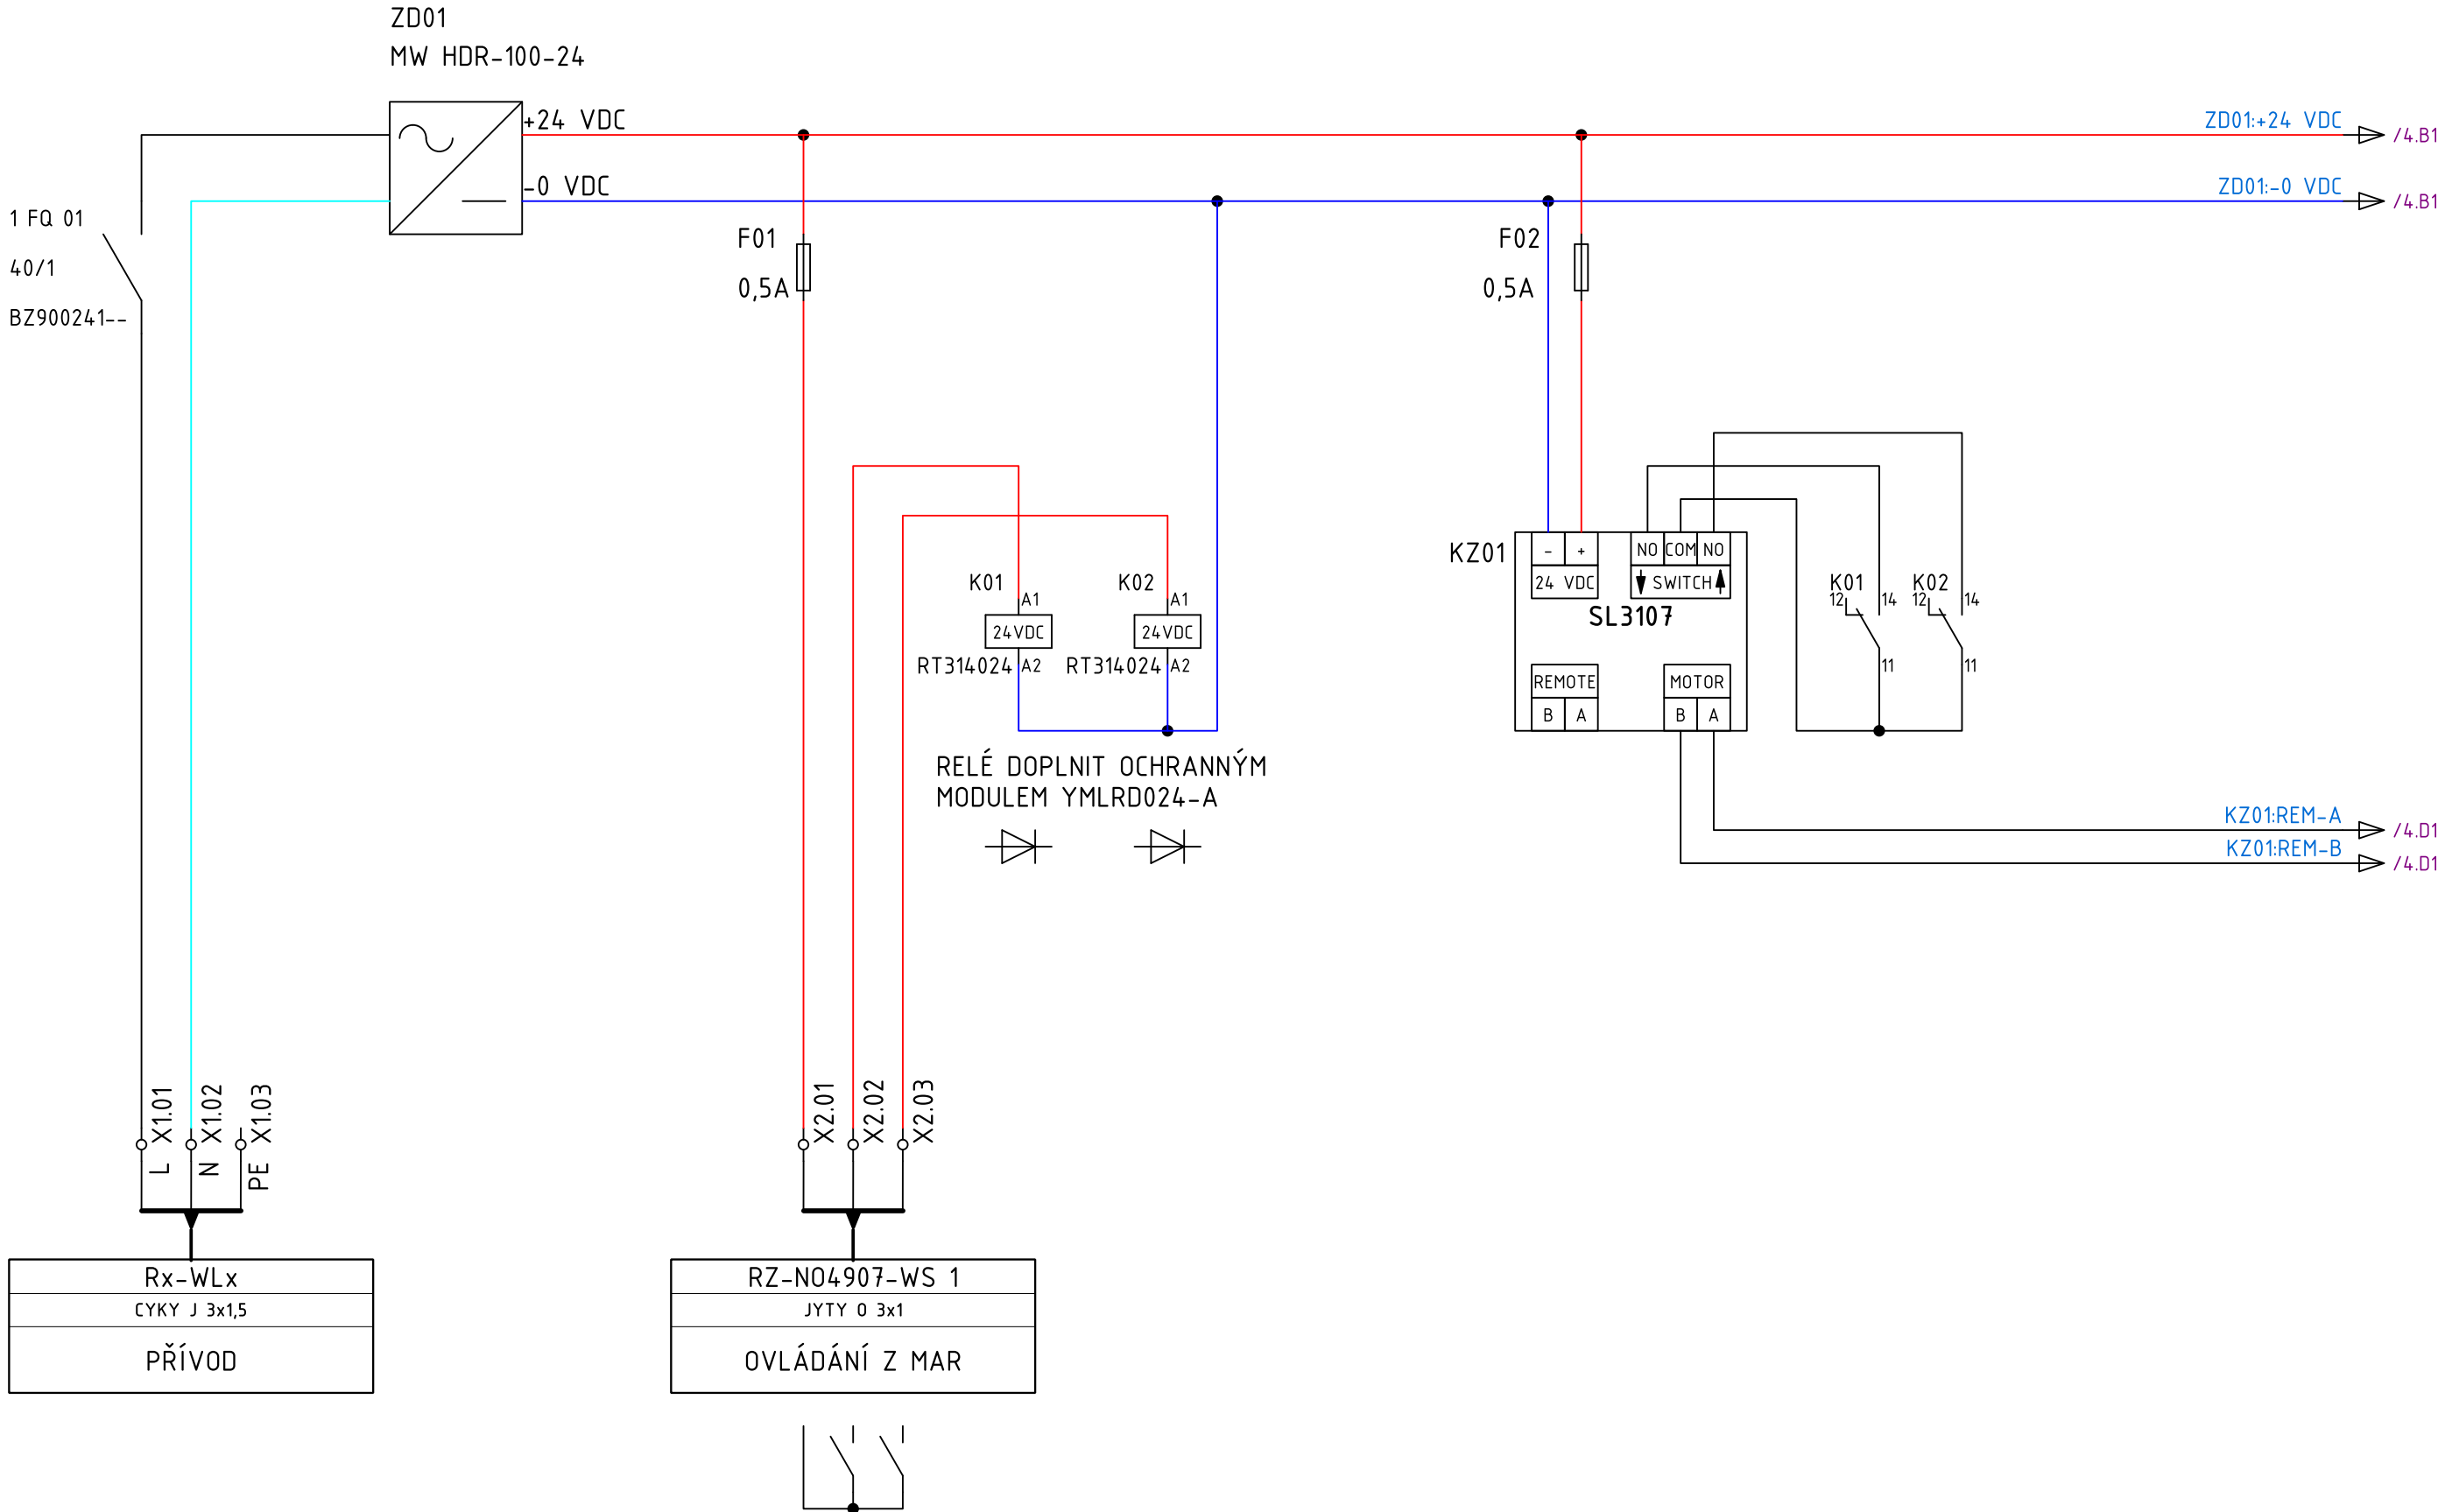 ZD01
MW HDR-100-24
+24 VDC
-0 VDC
ZD01:+24 VDC
/4.B1
ZD01:-0 VDC
/4.B1
1 FQ 01
40/1
BZ900241--
F01
0,5A
F02
0,5A
KZ01
- +
24 VDC
NO COM NO
SWITCH
SL3107
REMOTE
B A
MOTOR
B A
K01
A1
24VDC
RT314024
A2
K02
A1
24VDC
RT314024
A2
K01
12
14
11
K02
12
14
11
RELÉ DOPLNIT OCHRANNÝM
MODULEM YMLRD024-A
KZ01:REM-A
/4.D1
KZ01:REM-B
/4.D1
X1.01
X1.02
X1.03
L
N
PE
X2.01
X2.02
X2.03
Rx-WLx
CYKY J 3x1,5
PŘÍVOD
RZ-NO4907-WS 1
JYTY O 3x1
OVLÁDÁNÍ Z MAR